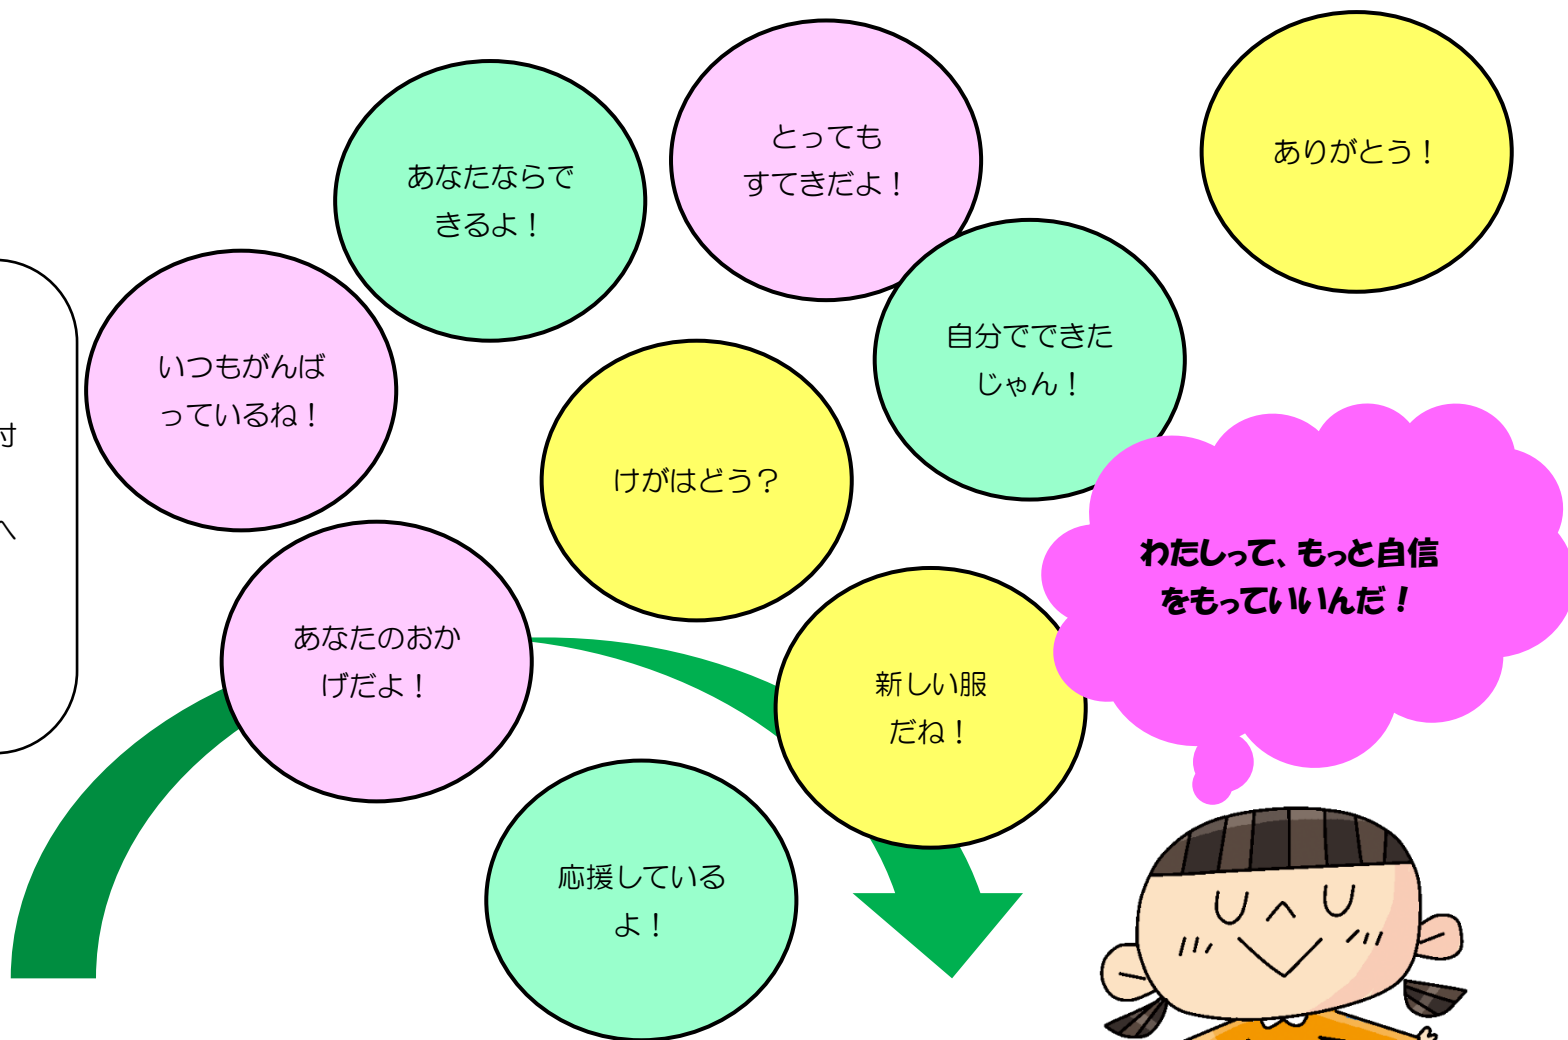 あなたならで
きるよ！
とっても
すてきだよ！
ありがとう！
いつもがんば
っているね！
自分でできた
じゃん！
けがはどう？
わたしって、もっと自信
をもっていいんだ！
あなたのおか
げだよ！
新しい服
だね！
応援している
よ！